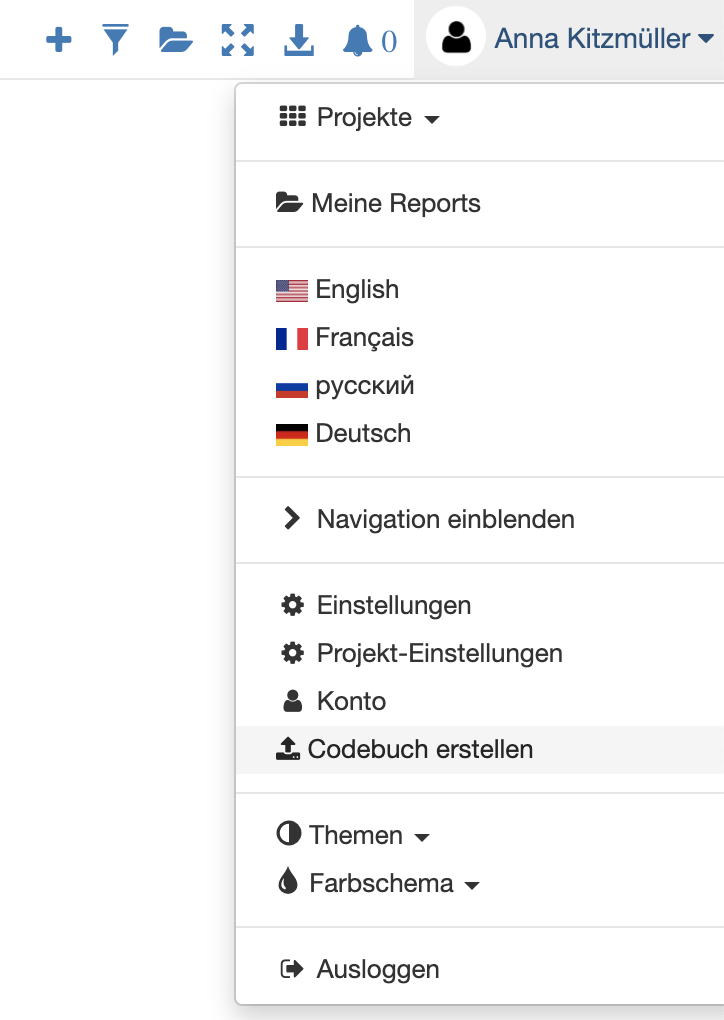 0 Anna Kitzmüller
Projekte
Meine Reports
English
Français
русский
Deutsch
Navigation einblenden
Einstellungen
Projekt-Einstellungen
Konto
Codebuch erstellen
Themen
Farbschema
Ausloggen